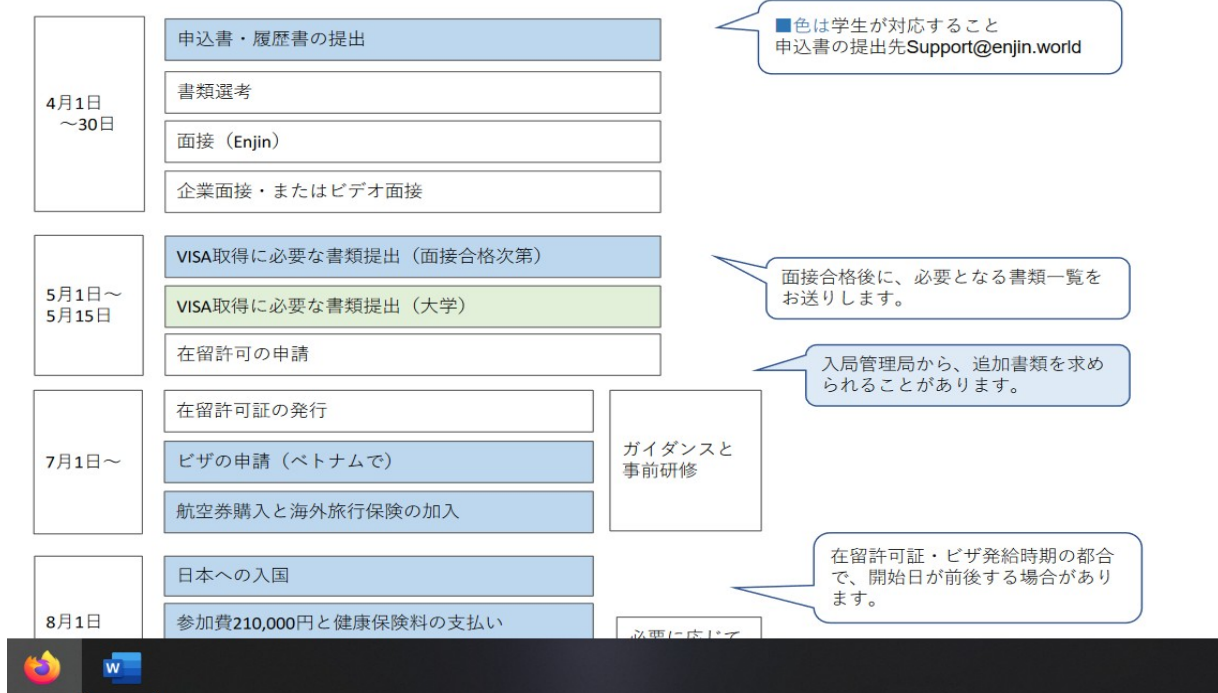 申込書・履歴書の提出
■色は学生が対応すること
申込書の提出先Support@enjin.world
4月1日
～30日
書類選考
面接（Enjin）
企業面接・またはビデオ面接
5月1日～
5月15日
VISA取得に必要な書類提出（面接合格次第）
VISA取得に必要な書類提出（大学）
在留許可の申請
面接合格後に、必要となる書類一覧を
お送りします。
入局管理局から、追加書類を求め
られることがあります。
7月1日～
在留許可証の発行
ビザの申請（ベトナムで）
航空券購入と海外旅行保険の加入
ガイダンスと
事前研修
8月1日
日本への入国
参加費210,000円と健康保険料の支払い
在留許可証・ビザ発給時期の都合
で、開始日が前後する場合があり
ます。
必要に応じて
W